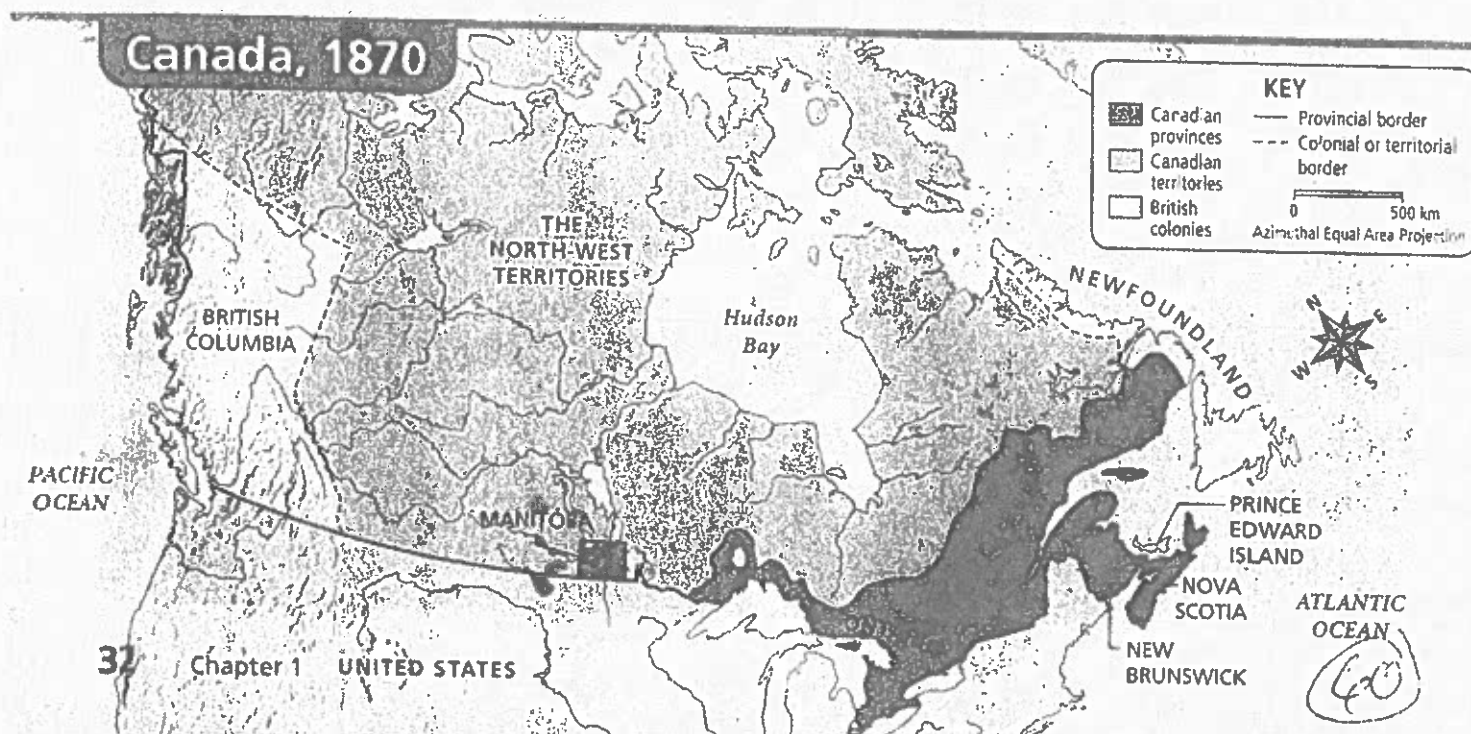 Canada, 1870
KEY
Canadian
provinces
Canadian
territories
British
colonies
Provincial border
Colonial or territorial
border
0 500 km
Azimuthal Equal Area Projection
THE
NORTH-WEST
TERRITORIES
BRITISH
COLUMBIA
Hudson
Bay
NEWFOUNDLAND
N
E
W
S
PACIFIC
OCEAN
MANITOBA
PRINCE
EDWARD
ISLAND
NOVA
SCOTIA
NEW
BRUNSWICK
ATLANTIC
OCEAN
32 Chapter 1 UNITED STATES